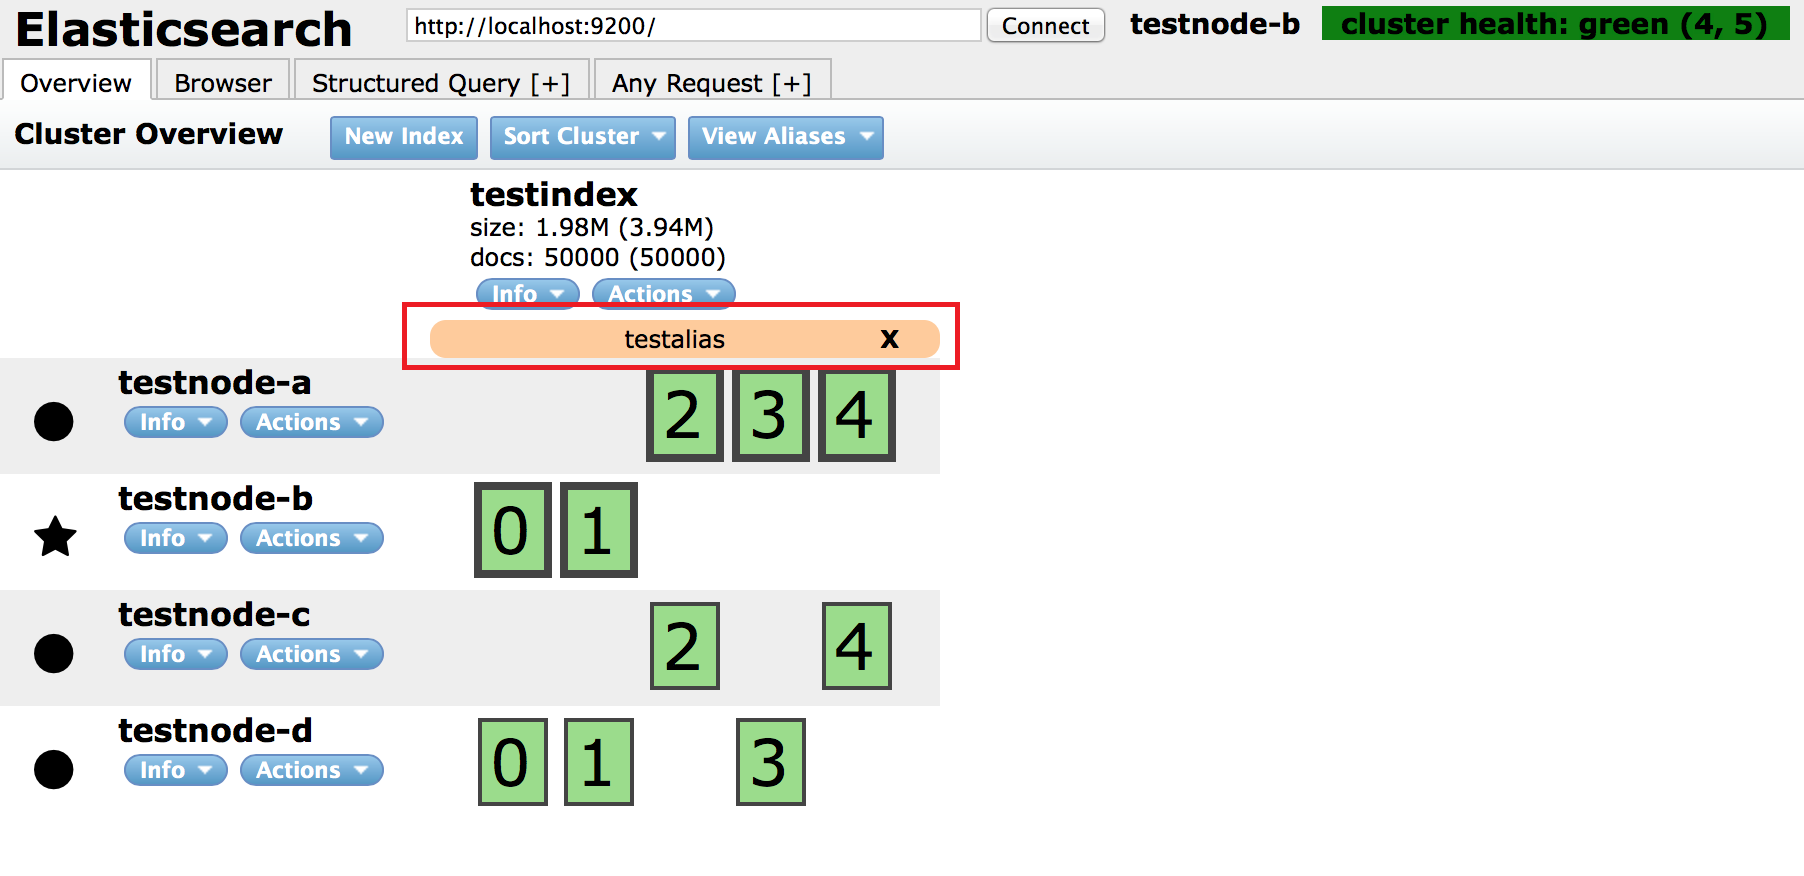 Elasticsearch http://localhost:9200/ Connect testnode-b cluster health: green (4, 5)
Overview Browser Structured Query [+] Any Request [+]
Cluster Overview New Index Sort Cluster View Aliases
testindex
size: 1.98M (3.94M)
docs: 50000 (50000)
Info Actions
testalias X
testnode-a
Info Actions
2 3 4
testnode-b
Info Actions
0 1
testnode-c
Info Actions
2 4
testnode-d
Info Actions
0 1 3